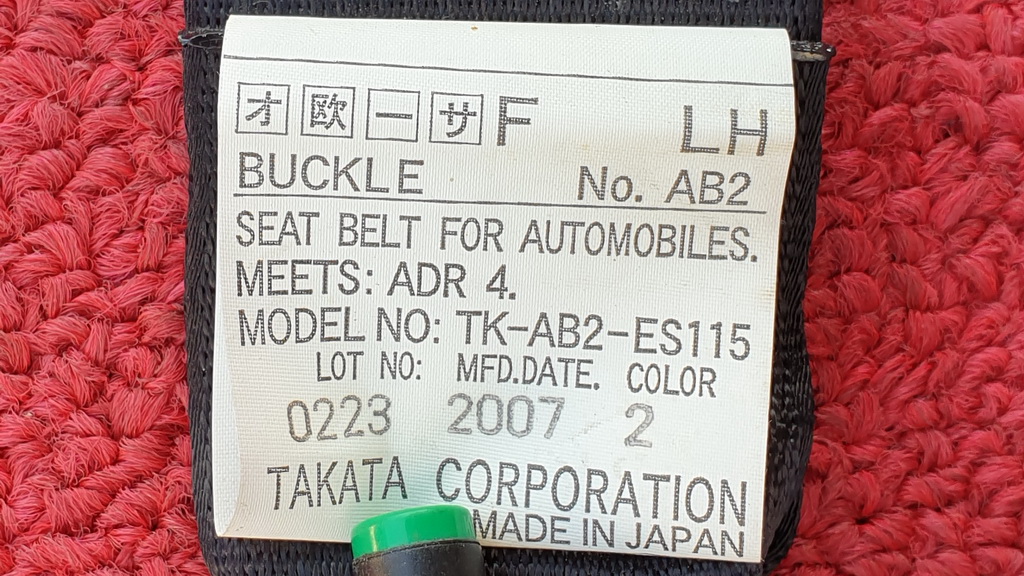 オ 欧 一 サ F LH
BUCKLE No. AB2
SEAT BELT FOR AUTOMOBILES.
MEETS: ADR 4.
MODEL NO: TK-AB2-ES115
LOT NO: MFD.DATE. COLOR
0223 2007 2
TAKATA CORPORATION
MADE IN JAPAN